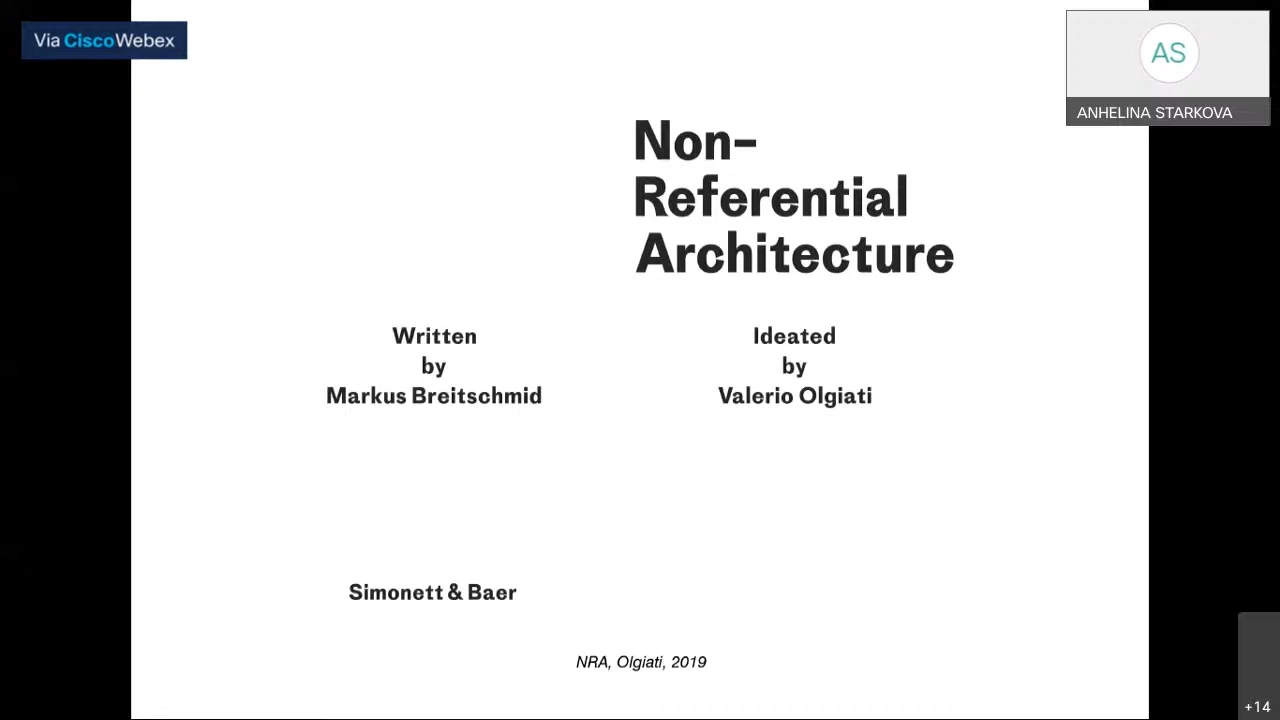 Via CiscoWebex
AS
ANHELINA STARKOVA
Non–
Referential
Architecture
Written
by
Markus Breitschmid
Ideated
by
Valerio Olgiati
Simonett & Baer
NRA, Olgiati, 2019
+14